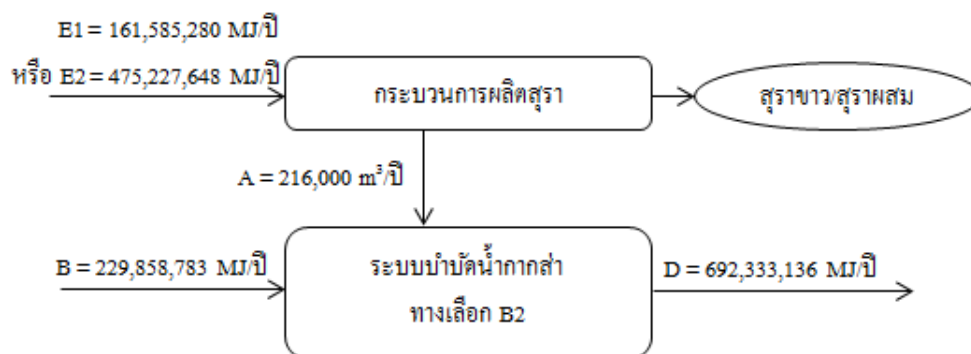 E1 = 161,585,280 MJ/ปี
หรือ E2 = 475,227,648 MJ/ปี
กระบวนการผลิตสุรา
สุราขาว/สุราผสม
A = 216,000 m³/ปี
B = 229,858,783 MJ/ปี
ระบบบำบัดน้ำกากส่า
ทางเลือก B2
D = 692,333,136 MJ/ปี